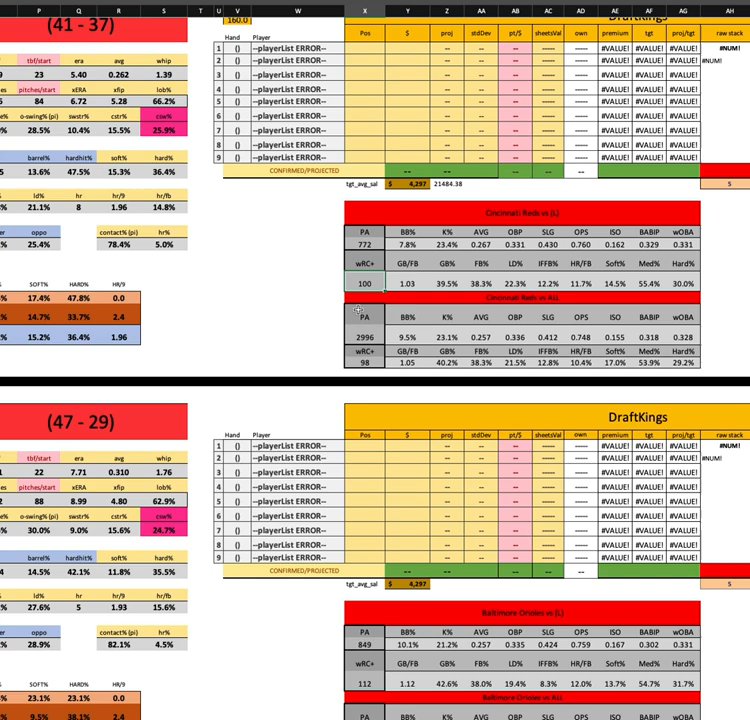 P Q R S T U V W X Y Z AA AB AC AD AE AF AG AH
(41 - 37) 160.0 DraftKings
Hand Player Pos $ proj stdDev pt/$ sheetsVal own premium tgt proj/tgt raw stack
1 () --playerList ERROR-- -- -- -- ----- ----- #VALUE! #VALUE! #VALUE! #NUM!
2 () --playerList ERROR-- -- -- -- ----- ----- #VALUE! #VALUE! #VALUE! #NUM!
3 () --playerList ERROR-- -- -- -- ----- ----- #VALUE! #VALUE! #VALUE!
4 () --playerList ERROR-- -- -- -- ----- ----- #VALUE! #VALUE! #VALUE!
5 () --playerList ERROR-- -- -- -- ----- ----- #VALUE! #VALUE! #VALUE!
6 () --playerList ERROR-- -- -- -- ----- ----- #VALUE! #VALUE! #VALUE!
7 () --playerList ERROR-- -- -- -- ----- ----- #VALUE! #VALUE! #VALUE!
8 () --playerList ERROR-- -- -- -- ----- ----- #VALUE! #VALUE! #VALUE!
9 () --playerList ERROR-- -- -- -- ----- ----- #VALUE! #VALUE! #VALUE!
CONFIRMED/PROJECTED -- -- -- -- --
tgt_avg_sal $ 4,297 21484.38 5
tbf/start era avg whip
23 5.40 0.262 1.39
pitches/start xERA xfip lob%
84 6.72 5.28 66.2%
o-swing% (pi) swstr% cstr% csw%
28.5% 10.4% 15.5% 25.9%
barrel% hardhit% soft% hard%
13.6% 47.5% 15.3% 36.4%
ld% hr hr/9 hr/fb
21.1% 8 1.96 14.8%
oppo contact% (pi) hr%
25.4% 78.4% 5.0%
SOFT% HARD% HR/9
17.4% 47.8% 0.0
14.7% 33.7% 2.4
15.2% 36.4% 1.96
Cincinnati Reds vs (L)
PA BB% K% AVG OBP SLG OPS ISO BABIP wOBA
772 7.8% 23.4% 0.267 0.331 0.430 0.760 0.162 0.329 0.331
wRC+ GB/FB GB% FB% LD% IFFB% HR/FB Soft% Med% Hard%
100 1.03 39.5% 38.3% 22.3% 12.2% 11.7% 14.5% 55.4% 30.0%
Cincinnati Reds vs ALL
PA BB% K% AVG OBP SLG OPS ISO BABIP wOBA
2996 9.5% 23.1% 0.257 0.336 0.412 0.748 0.155 0.318 0.328
wRC+ GB/FB GB% FB% LD% IFFB% HR/FB Soft% Med% Hard%
98 1.05 40.2% 38.3% 21.5% 12.8% 10.4% 17.0% 53.9% 29.2%
(47 - 29) DraftKings
Hand Player Pos $ proj stdDev pt/$ sheetsVal own premium tgt proj/tgt raw stack
1 () --playerList ERROR-- -- -- -- ----- ----- #VALUE! #VALUE! #VALUE! #NUM!
2 () --playerList ERROR-- -- -- -- ----- ----- #VALUE! #VALUE! #VALUE! #NUM!
3 () --playerList ERROR-- -- -- -- ----- ----- #VALUE! #VALUE! #VALUE!
4 () --playerList ERROR-- -- -- -- ----- ----- #VALUE! #VALUE! #VALUE!
5 () --playerList ERROR-- -- -- -- ----- ----- #VALUE! #VALUE! #VALUE!
6 () --playerList ERROR-- -- -- -- ----- ----- #VALUE! #VALUE! #VALUE!
7 () --playerList ERROR-- -- -- -- ----- ----- #VALUE! #VALUE! #VALUE!
8 () --playerList ERROR-- -- -- -- ----- ----- #VALUE! #VALUE! #VALUE!
9 () --playerList ERROR-- -- -- -- ----- ----- #VALUE! #VALUE! #VALUE!
CONFIRMED/PROJECTED -- -- -- -- --
tgt_avg_sal $ 4,297 5
tbf/start era avg whip
22 7.71 0.310 1.76
pitches/start xERA xfip lob%
88 8.99 4.80 62.9%
o-swing% (pi) swstr% cstr% csw%
30.0% 9.0% 15.6% 24.7%
barrel% hardhit% soft% hard%
14.5% 42.1% 11.8% 35.5%
ld% hr hr/9 hr/fb
27.6% 5 1.93 15.6%
oppo contact% (pi) hr%
28.9% 82.1% 4.5%
SOFT% HARD% HR/9
23.1% 23.1% 0.0
9.5% 38.1% 2.4
Baltimore Orioles vs (L)
PA BB% K% AVG OBP SLG OPS ISO BABIP wOBA
849 10.1% 21.2% 0.257 0.335 0.424 0.759 0.167 0.302 0.331
wRC+ GB/FB GB% FB% LD% IFFB% HR/FB Soft% Med% Hard%
112 1.12 42.6% 38.0% 19.4% 8.3% 12.0% 13.7% 54.7% 31.7%
Baltimore Orioles vs ALL
PA BB% K% AVG OBP SLG OPS ISO BABIP wOBA